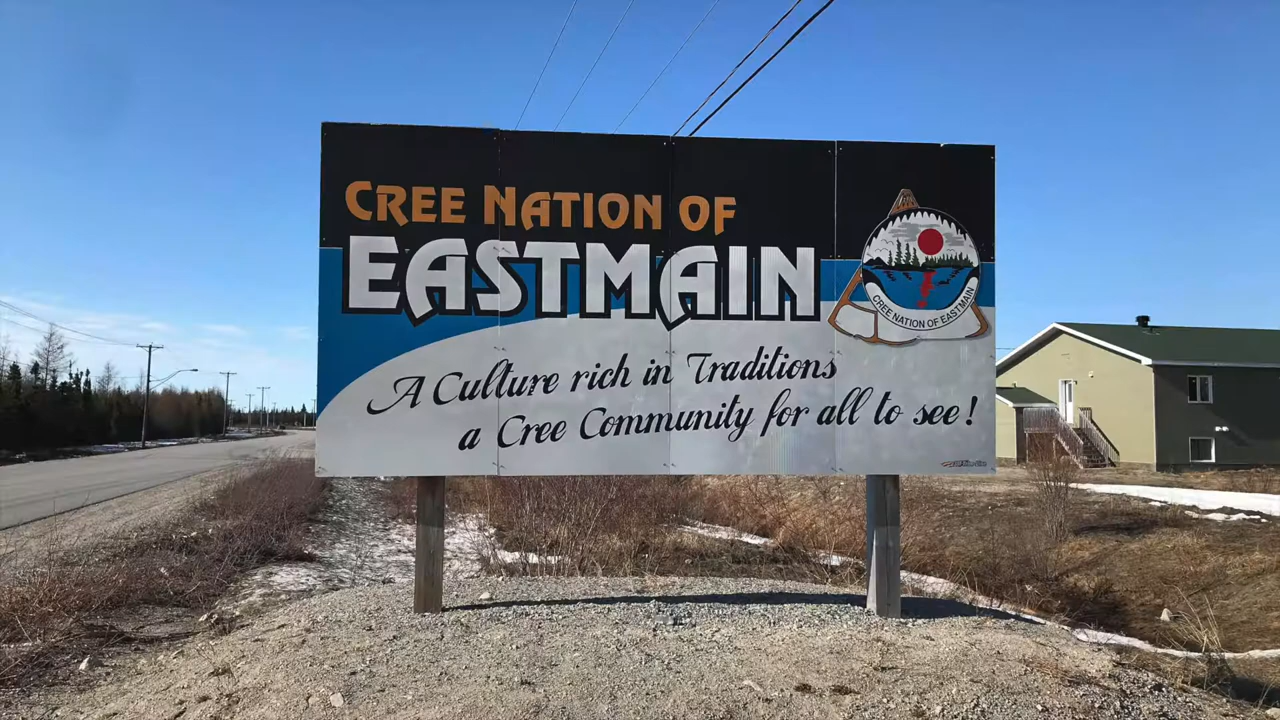 CREE NATION OF
EASTMAIN
A Culture rich in Traditions
a Cree Community for all to see!
CREE NATION OF EASTMAIN